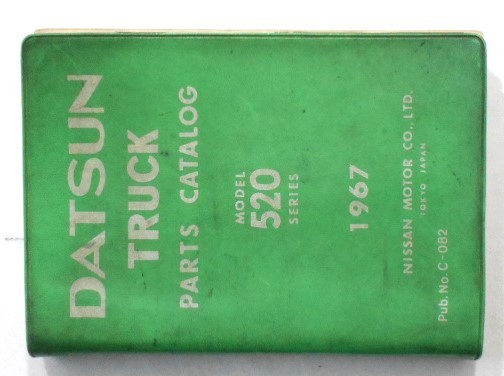 DATSUN
TRUCK
PARTS CATALOG
MODEL
520
SERIES
1967
NISSAN MOTOR CO., LTD.
TOKYO JAPAN
Pub. No. C-082